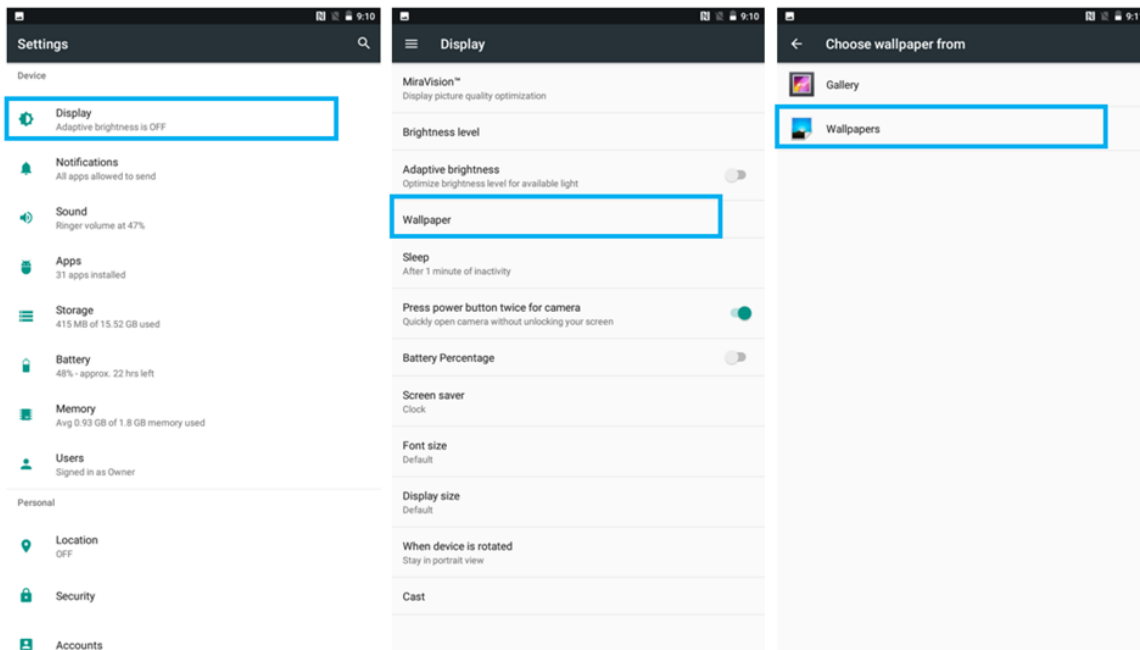 9:10
Settings
Device
Display
Adaptive brightness is OFF
Notifications
All apps allowed to send
Sound
Ringer volume at 47%
Apps
31 apps installed
Storage
415 MB of 15.52 GB used
Battery
48% - approx. 22 hrs left
Memory
Avg 0.93 GB of 1.8 GB memory used
Users
Signed in as Owner
Personal
Location
OFF
Security
Accounts
9:10
Display
MiraVision™
Display picture quality optimization
Brightness level
Adaptive brightness
Optimize brightness level for available light
Wallpaper
Sleep
After 1 minute of inactivity
Press power button twice for camera
Quickly open camera without unlocking your screen
Battery Percentage
Screen saver
Clock
Font size
Default
Display size
Default
When device is rotated
Stay in portrait view
Cast
Choose wallpaper from
Gallery
Wallpapers